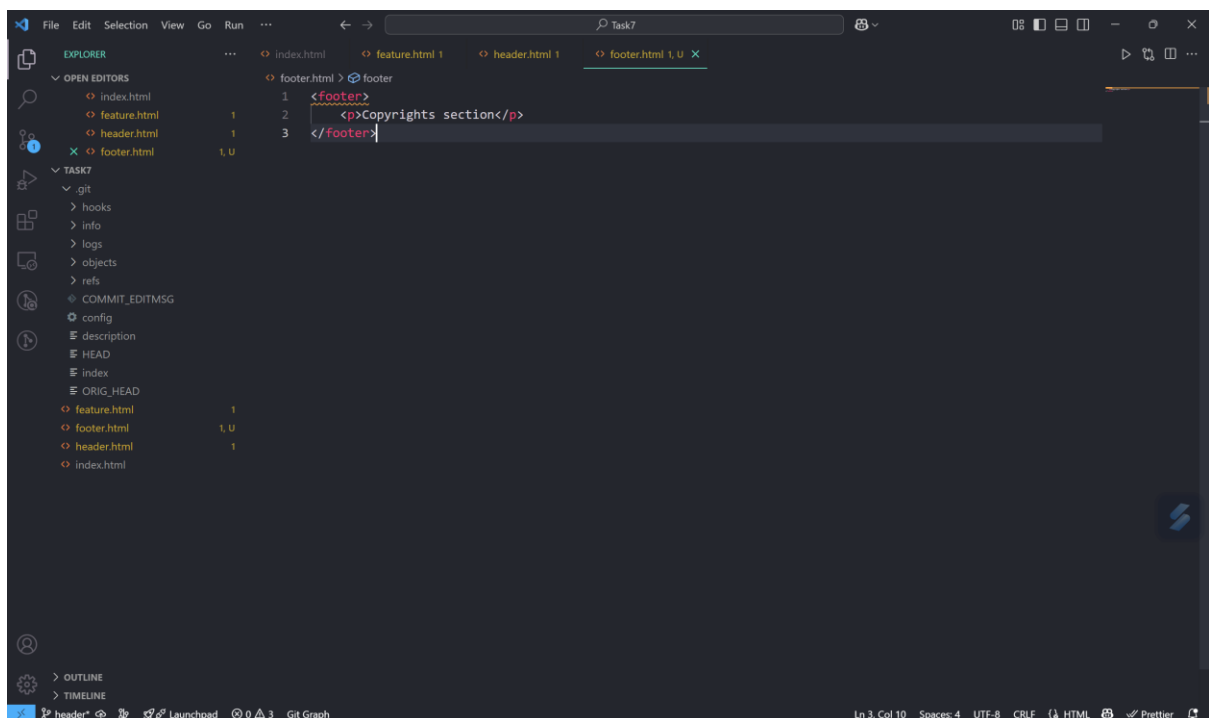 File Edit Selection View Go Run ··· Task7
EXPLORER ···
index.html feature.html 1 header.html 1 footer.html 1, U
OPEN EDITORS
index.html
feature.html 1
header.html 1
footer.html 1, U
TASK7
.git
hooks
info
logs
objects
refs
COMMIT_EDITMSG
config
description
HEAD
index
ORIG_HEAD
feature.html 1
footer.html 1, U
header.html 1
index.html
OUTLINE
TIMELINE
footer.html > footer
1 <footer>
2 <p>Copyrights section</p>
3 </footer>
1
header* Launchpad 0 3 Git Graph Ln 3, Col 10 Spaces: 4 UTF-8 CRLF HTML Prettier